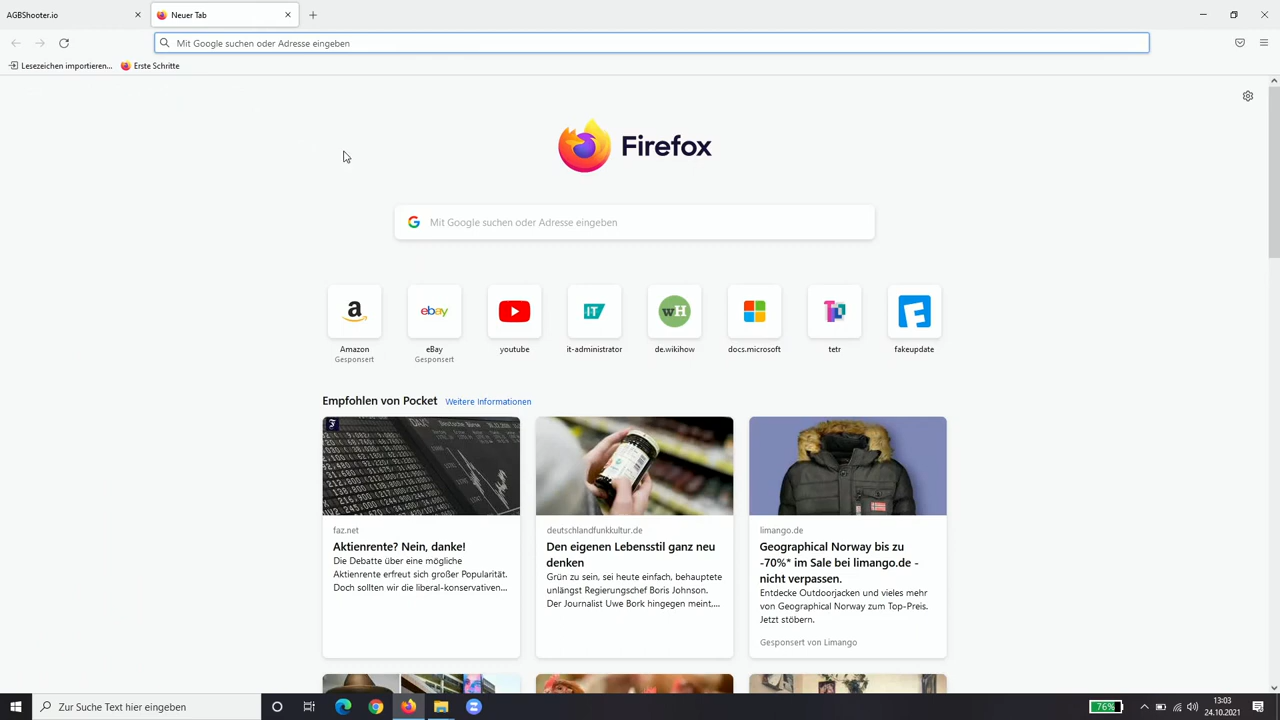 AGBShooter.io
Neuer Tab
Mit Google suchen oder Adresse eingeben
Lesezeichen importieren...
Erste Schritte
Firefox
Mit Google suchen oder Adresse eingeben
Amazon
Gesponsert
eBay
Gesponsert
youtube
it-administrator
de.wikihow
docs.microsoft
tetr
fakeupdate
Empfohlen von Pocket Weitere Informationen
faz.net
Aktienrente? Nein, danke!
Die Debatte über eine mögliche
Aktienrente erfreut sich großer Popularität.
Doch sollten wir die liberal-konservativen...
deutschlandfunkkultur.de
Den eigenen Lebensstil ganz neu
denken
Grün zu sein, sei heute einfach, behauptete
unlängst Regierungschef Boris Johnson.
Der Journalist Uwe Bork hingegen meint,...
limango.de
Geographical Norway bis zu
-70%* im Sale bei limango.de -
nicht verpassen.
Entdecke Outdoorjacken und vieles mehr
von Geographical Norway zum Top-Preis.
Jetzt stöbern.
Gesponsert von Limango
Zur Suche Text hier eingeben
76%
13:03
24.10.2021